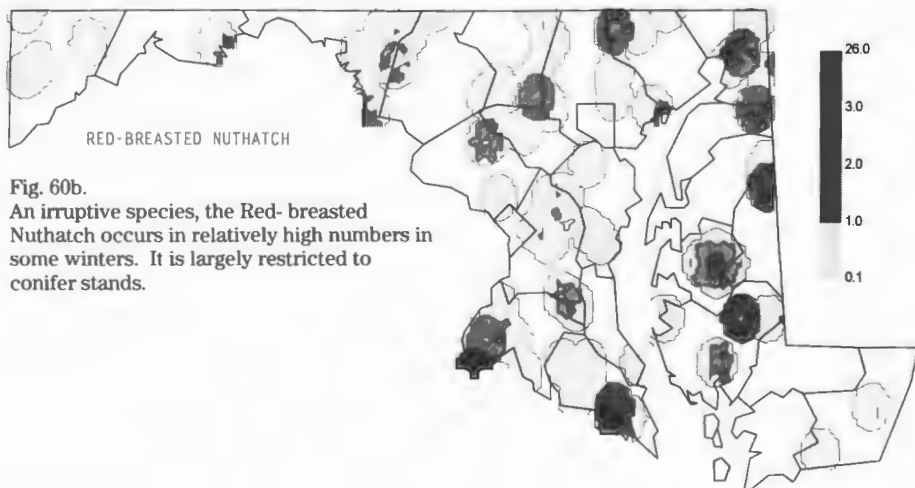 26.0
3.0
2.0
1.0
0.1
RED-BREASTED NUTHATCH
Fig. 60b.
An irruptive species, the Red- breasted
Nuthatch occurs in relatively high numbers in
some winters. It is largely restricted to
conifer stands.